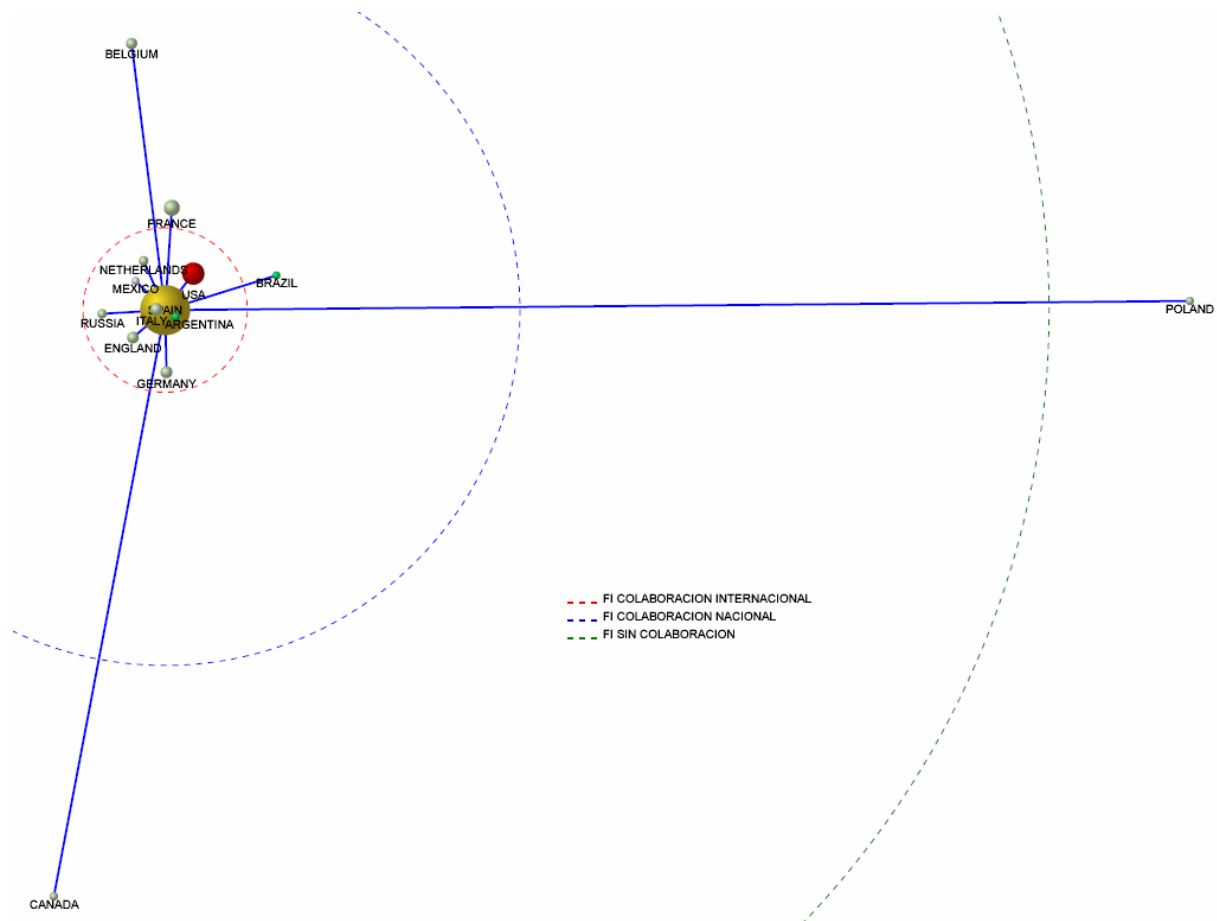 BELGIUM
FRANCE
NETHERLANDS
MEXICO
USA
BRAZIL
SPAIN
ITALY
ARGENTINA
RUSSIA
ENGLAND
GERMANY
POLAND
FI COLABORACION INTERNACIONAL
FI COLABORACION NACIONAL
FI SIN COLABORACION
CANADA